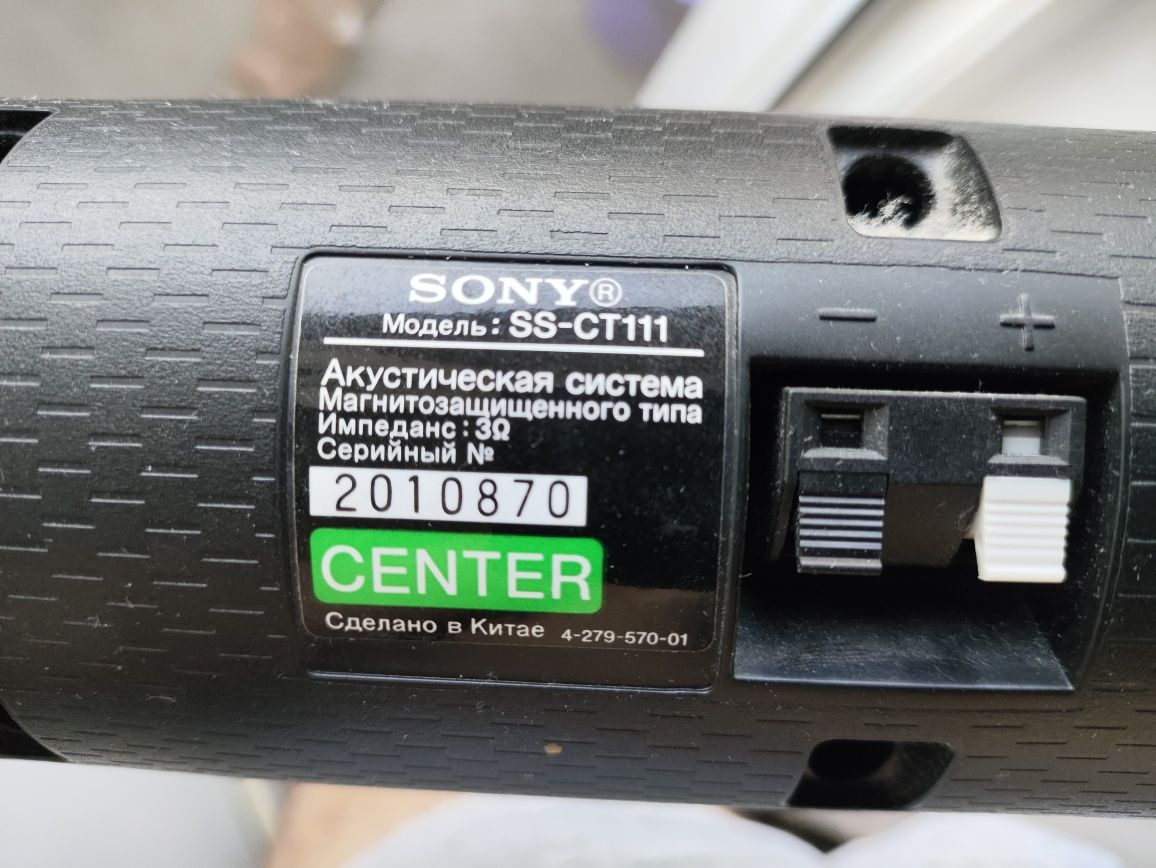 SONY®
Модель: SS-CT111
Акустическая система
Магнитозащищенного типа
Импеданс: 3Ω
Серийный №
2010870
CENTER
Сделано в Китае 4-279-570-01
− +